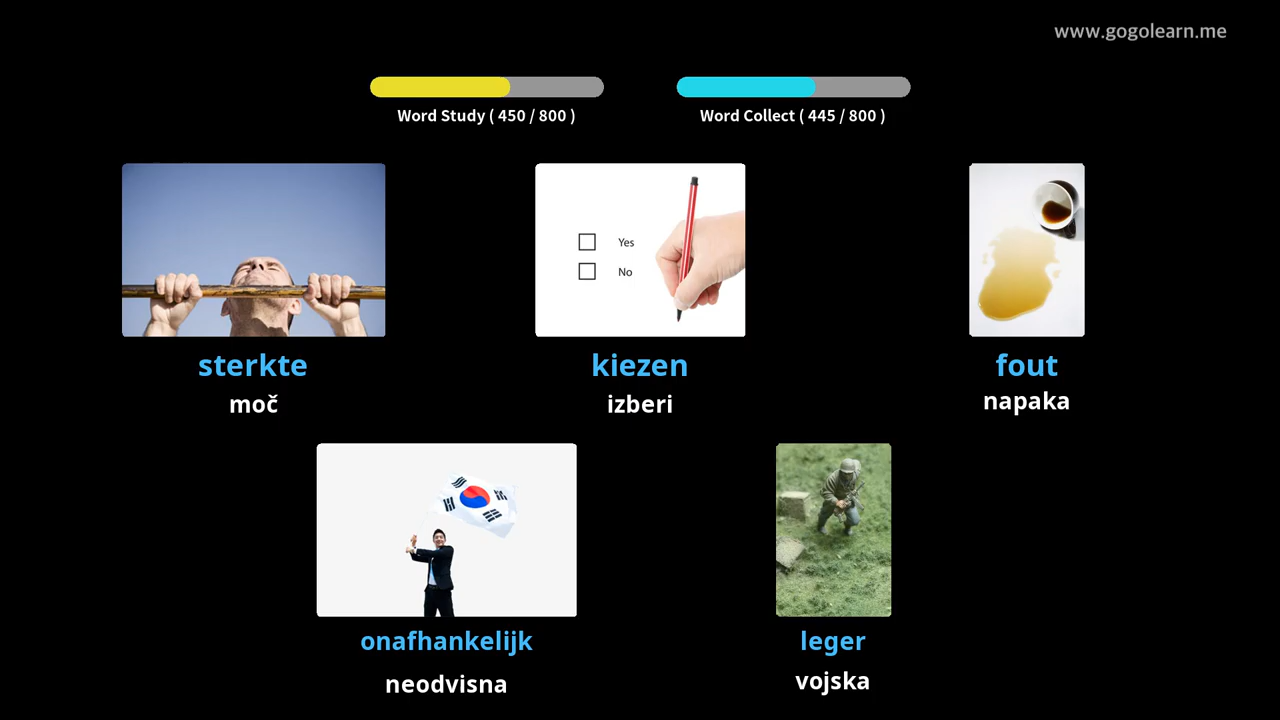 www.gogolearn.me
Word Study ( 450 / 800 )
Word Collect ( 445 / 800 )
Yes
No
sterkte
kiezen
fout
moč
izberi
napaka
onafhankelijk
leger
neodvisna
vojska